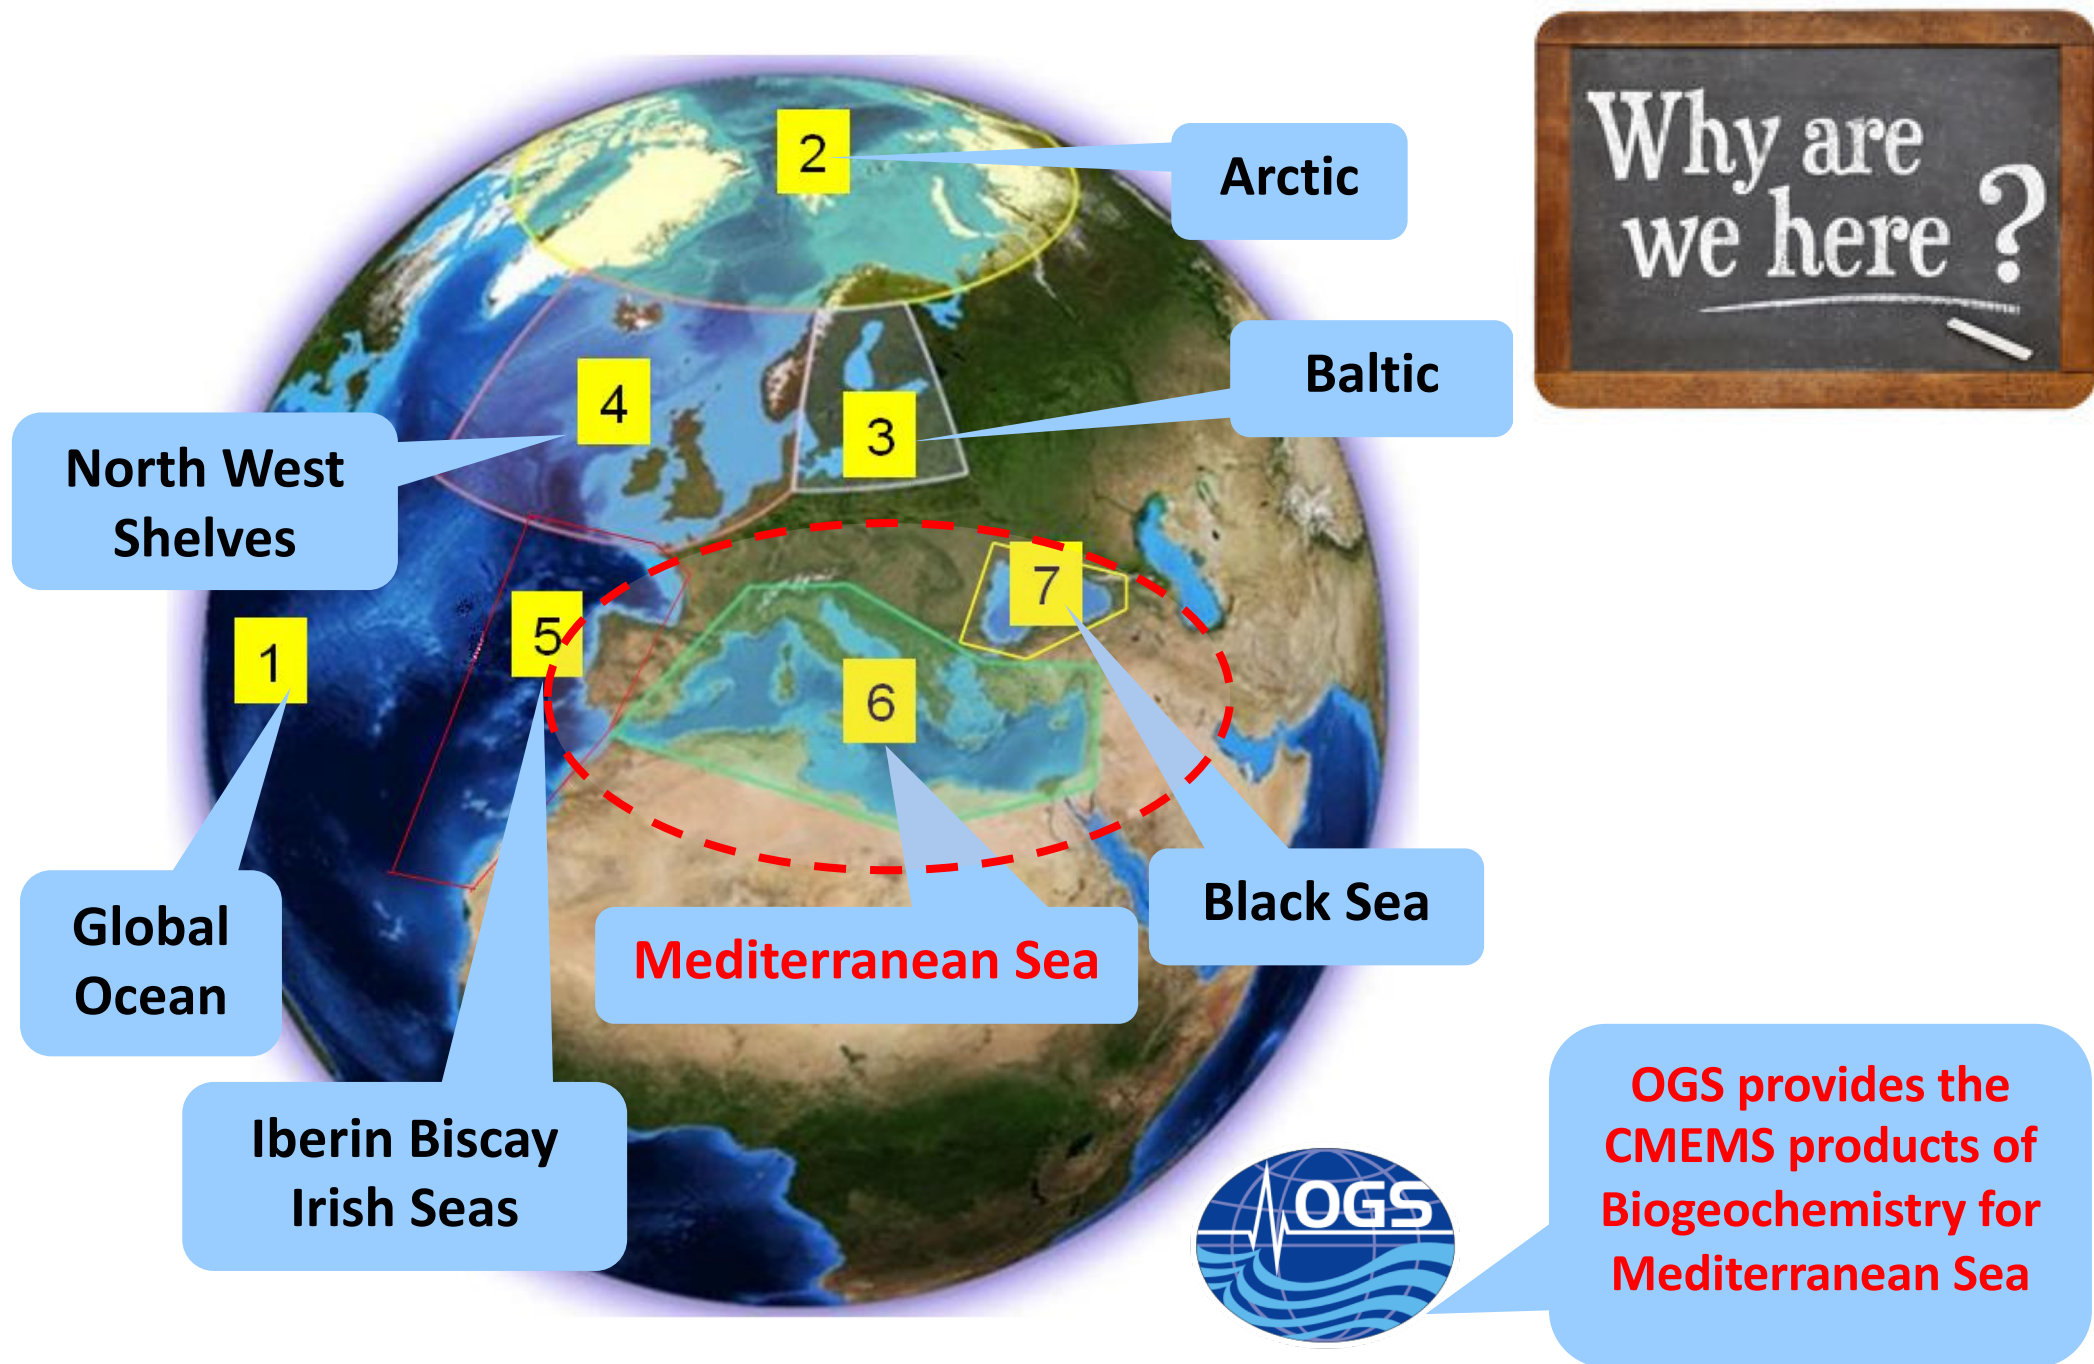 Why are
we here ?
2
Arctic
Baltic
4
3
North West
Shelves
7
1
5
6
Global
Ocean
Mediterranean Sea
Black Sea
Iberin Biscay
Irish Seas
OGS
OGS provides the
CMEMS products of
Biogeochemistry for
Mediterranean Sea